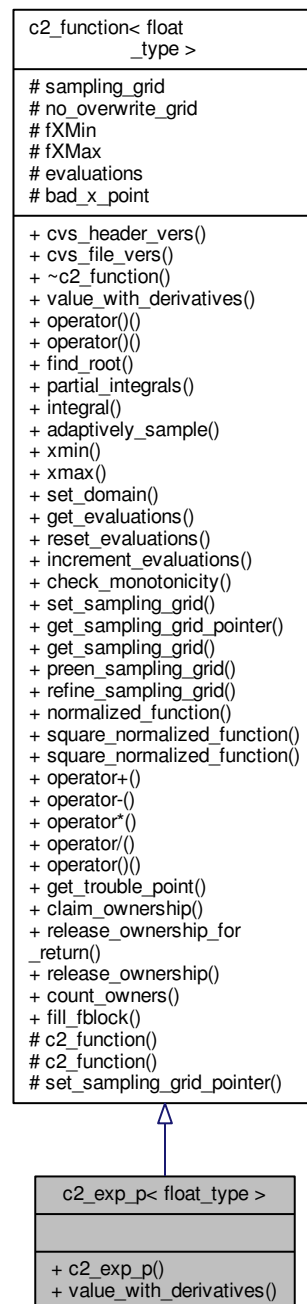 c2_function< float
_type >
# sampling_grid
# no_overwrite_grid
# fXMin
# fXMax
# evaluations
# bad_x_point
+ cvs_header_vers()
+ cvs_file_vers()
+ ~c2_function()
+ value_with_derivatives()
+ operator()()
+ operator()()
+ find_root()
+ partial_integrals()
+ integral()
+ adaptively_sample()
+ xmin()
+ xmax()
+ set_domain()
+ get_evaluations()
+ reset_evaluations()
+ increment_evaluations()
+ check_monotonicity()
+ set_sampling_grid()
+ get_sampling_grid_pointer()
+ get_sampling_grid()
+ preen_sampling_grid()
+ refine_sampling_grid()
+ normalized_function()
+ square_normalized_function()
+ square_normalized_function()
+ operator+()
+ operator-()
+ operator*()
+ operator/()
+ operator()()
+ get_trouble_point()
+ claim_ownership()
+ release_ownership_for
_return()
+ release_ownership()
+ count_owners()
+ fill_fblock()
# c2_function()
# c2_function()
# set_sampling_grid_pointer()
c2_exp_p< float_type >
+ c2_exp_p()
+ value_with_derivatives()